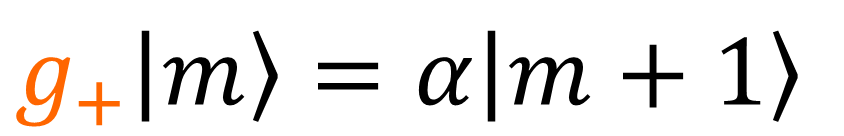 g₊|m⟩ = α|m + 1⟩